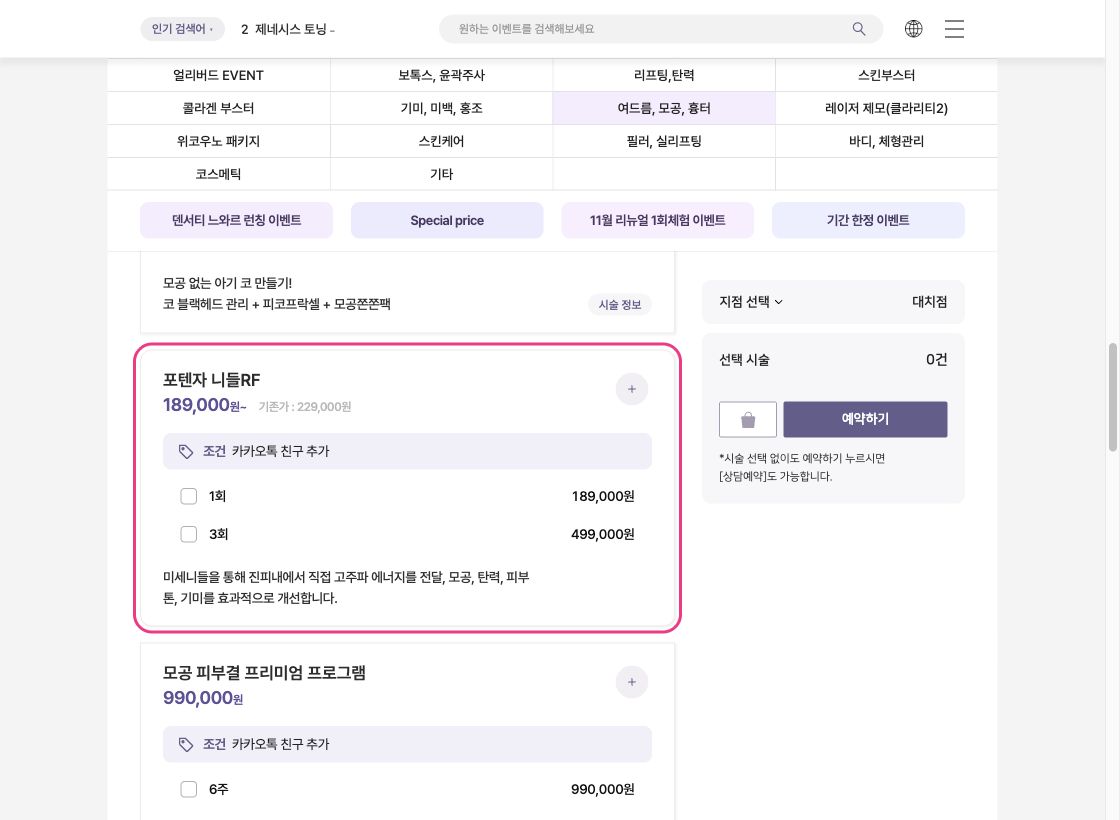 인기 검색어 ·
2 제네시스 토닝 -
원하는 이벤트를 검색해보세요
얼리버드 EVENT
보톡스, 윤곽주사
리프팅,탄력
스킨부스터
콜라겐 부스터
기미, 미백, 홍조
여드름, 모공, 흉터
레이저 제모(클라리티2)
위코우노 패키지
스킨케어
필러, 실리프팅
바디, 체형관리
코스메틱
기타
덴서티 느와르 런칭 이벤트
Special price
11월 리뉴얼 1회체험 이벤트
기간 한정 이벤트
모공 없는 아기 코 만들기!
코 블랙헤드 관리 + 피코프락셀 + 모공쫀쫀팩
시술 정보
포텐자 니들RF
189,000원~ 기존가 : 229,000원
+
조건 카카오톡 친구 추가
1회 189,000원
3회 499,000원
미세니들을 통해 진피내에서 직접 고주파 에너지를 전달, 모공, 탄력, 피부
톤, 기미를 효과적으로 개선합니다.
모공 피부결 프리미엄 프로그램
990,000원
+
조건 카카오톡 친구 추가
6주 990,000원
지점 선택 대치점
선택 시술 0건
예약하기
*시술 선택 없이도 예약하기 누르시면
[상담예약]도 가능합니다.